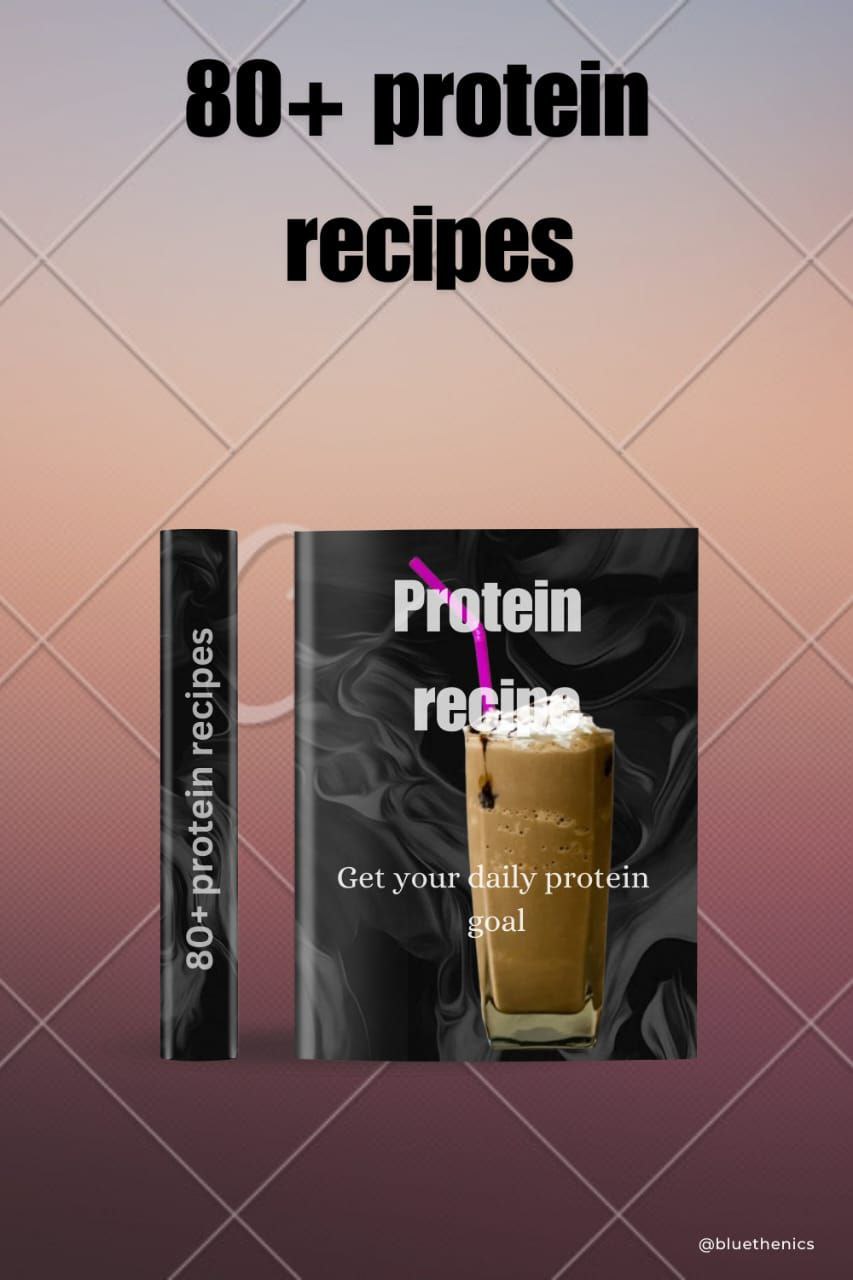 80+ protein
recipes
80+ protein recipes
Protein
recipe
Get your daily protein
goal
@bluethenics